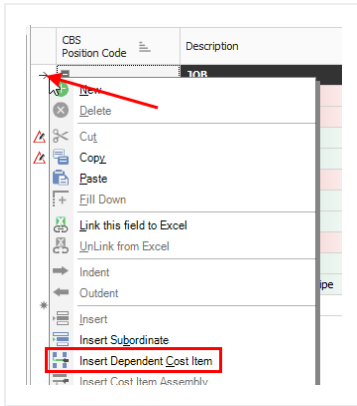 CBS
Position Code
Description
JOB
New
Delete
Cut
Copy
Paste
Fill Down
Link this field to Excel
UnLink from Excel
Indent
Outdent
ipe
Insert
Insert Subordinate
Insert Dependent Cost Item
Insert Cost Item Assembly